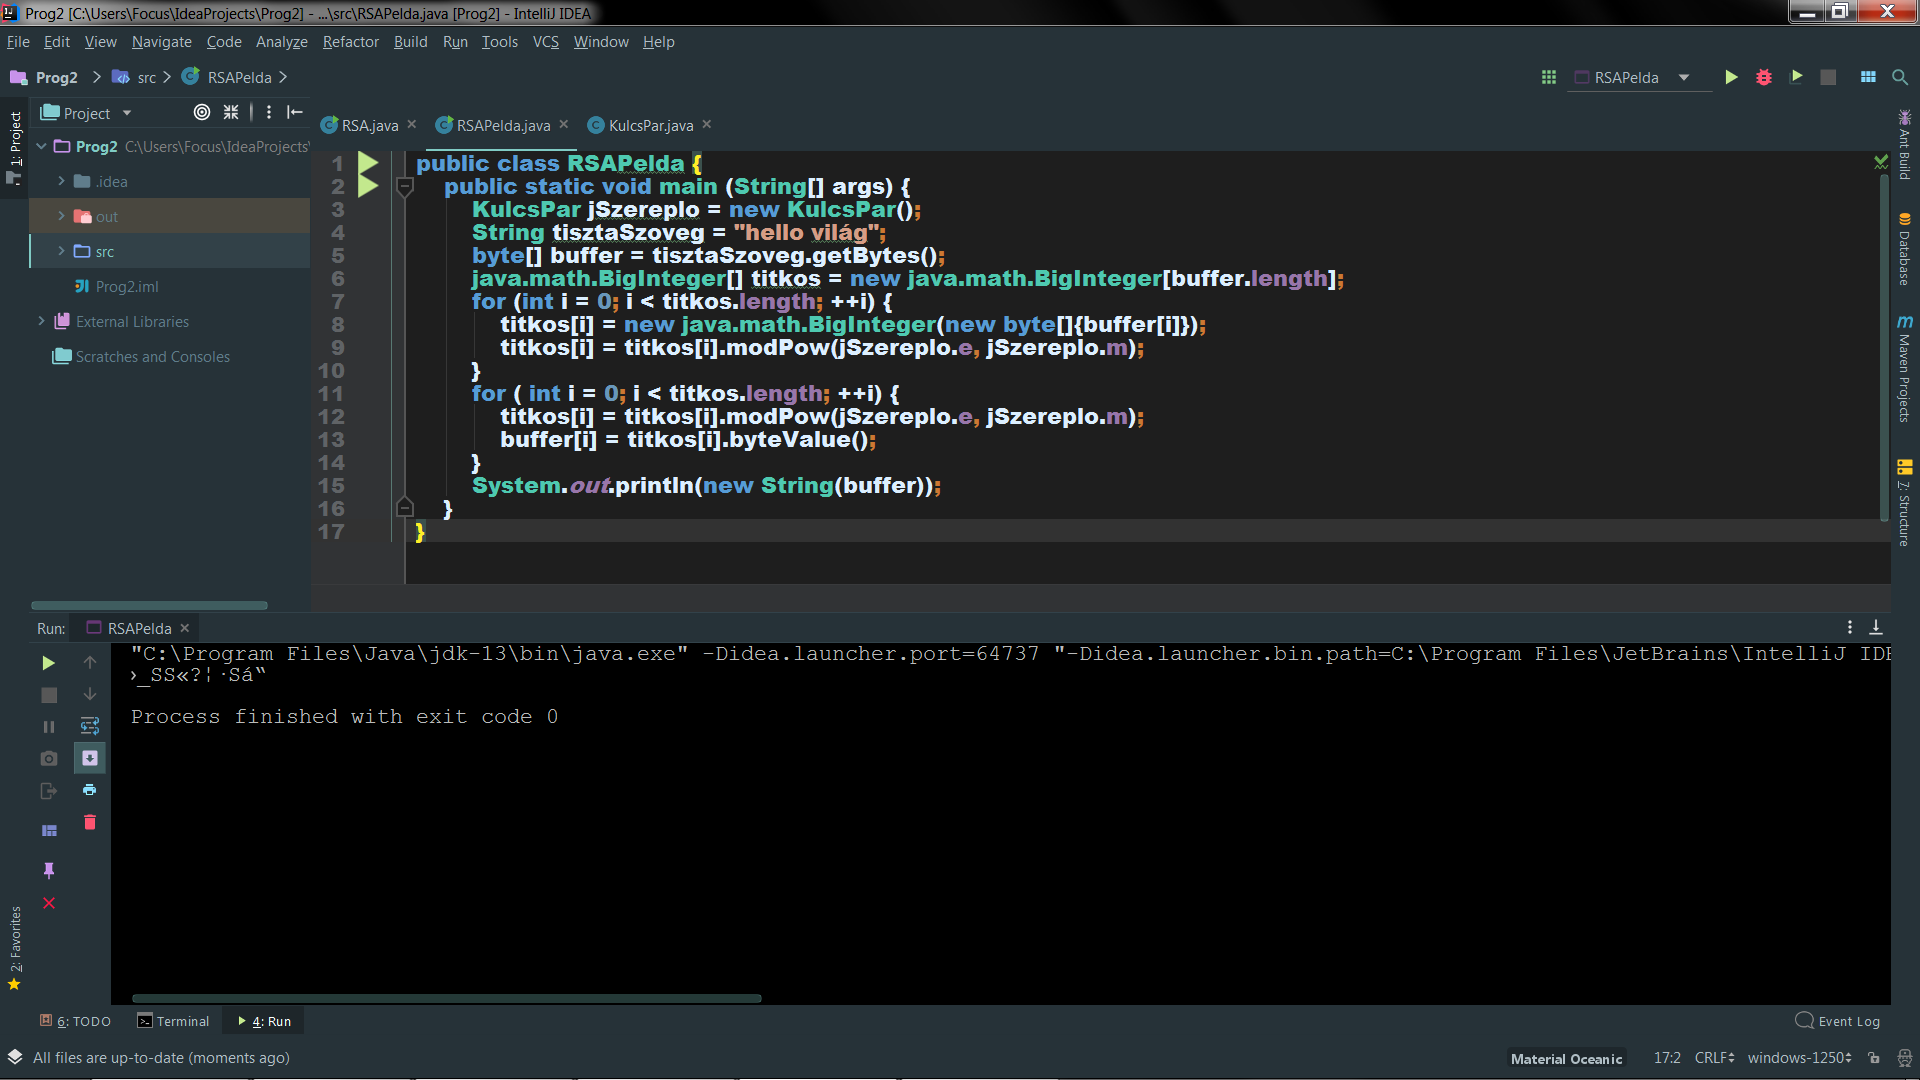 Prog2 [C:\Users\Focus\IdeaProjects\Prog2] - ...\src\RSAPelda.java [Prog2] - IntelliJ IDEA
File Edit View Navigate Code Analyze Refactor Build Run Tools VCS Window Help
Prog2 src RSAPelda
RSAPelda
1: Project
Project
Prog2 C:\Users\Focus\IdeaProjects\
.idea
out
src
Prog2.iml
External Libraries
Scratches and Consoles
RSA.java RSAPelda.java KulcsPar.java
1 public class RSAPelda {
2 public static void main (String[] args) {
3 KulcsPar jSzereplo = new KulcsPar();
4 String tisztaSzoveg = "hello világ";
5 byte[] buffer = tisztaSzoveg.getBytes();
6 java.math.BigInteger[] titkos = new java.math.BigInteger[buffer.length];
7 for (int i = 0; i < titkos.length; ++i) {
8 titkos[i] = new java.math.BigInteger(new byte[]{buffer[i]});
9 titkos[i] = titkos[i].modPow(jSzereplo.e, jSzereplo.m);
10 }
11 for ( int i = 0; i < titkos.length; ++i) {
12 titkos[i] = titkos[i].modPow(jSzereplo.e, jSzereplo.m);
13 buffer[i] = titkos[i].byteValue();
14 }
15 System.out.println(new String(buffer));
16 }
17 }
Ant Build
Database
Maven Projects
7: Structure
Run: RSAPelda
"C:\Program Files\Java\jdk-13\bin\java.exe" -Didea.launcher.port=64737 "-Didea.launcher.bin.path=C:\Program Files\JetBrains\IntelliJ IDE
›_SS«?¦·Sá‟
Process finished with exit code 0
2: Favorites
6: TODO Terminal 4: Run Event Log
All files are up-to-date (moments ago) Material Oceanic 17:2 CRLF windows-1250